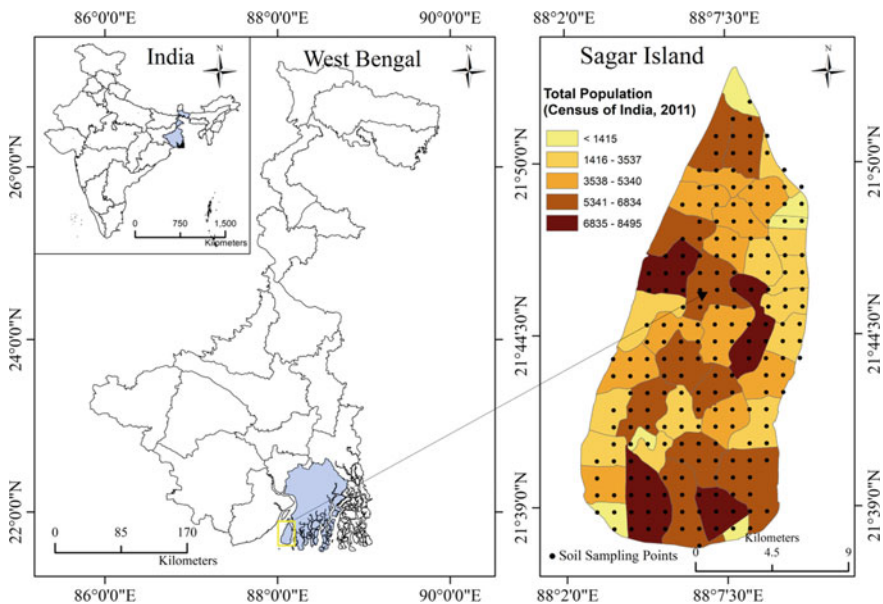 86°0'0"E
88°0'0"E
90°0'0"E
88°2'0"E
88°7'30"E
India
N
0 750 1,500
Kilometers
West Bengal
N
26°0'0"N
24°0'0"N
22°0'0"N
0 85 170
Kilometers
86°0'0"E
88°0'0"E
90°0'0"E
Sagar Island
N
Total Population
(Census of India, 2011)
< 1415
1416 - 3537
3538 - 5340
5341 - 6834
6835 - 8495
21°50'0"N
21°44'30"N
21°39'0"N
21°50'0"N
21°44'30"N
21°39'0"N
Soil Sampling Points
Kilometers
0 4.5 9
88°2'0"E
88°7'30"E